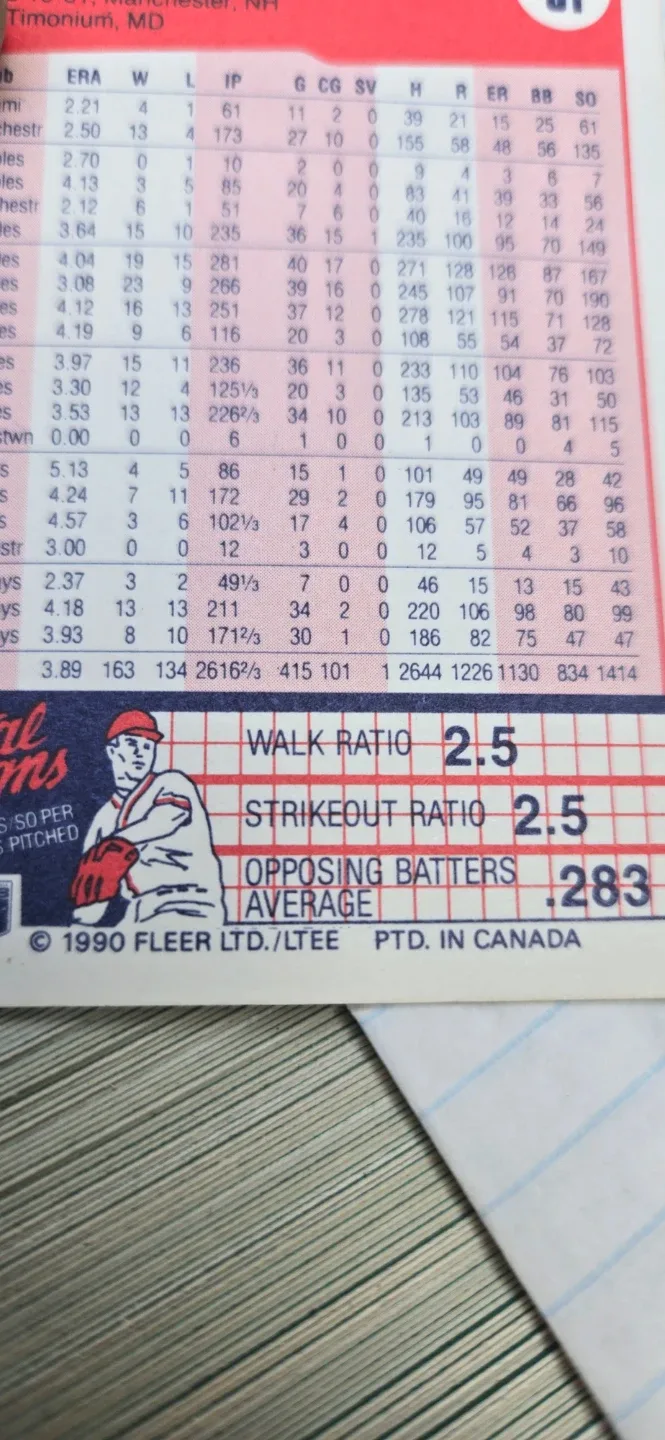 Manchester, NH
Timonium, MD
ERA W L IP G CG SV H R ER BB SO
mi 2.21 4 1 61 11 2 0 39 21 15 25 61
chestr 2.50 13 4 173 27 10 0 155 58 48 56 135
les 2.70 0 1 10 2 0 0 9 4 3 6 7
les 4.13 3 5 85 20 4 0 83 41 39 33 56
hestr 2.12 6 1 51 7 6 0 40 16 12 14 24
les 3.64 15 10 235 36 15 1 235 100 95 70 149
es 4.04 19 15 281 40 17 0 271 128 126 87 167
es 3.08 23 9 266 39 16 0 245 107 91 70 190
es 4.12 16 13 251 37 12 0 278 121 115 71 128
es 4.19 9 6 116 20 3 0 108 55 54 37 72
es 3.97 15 11 236 36 11 0 233 110 104 76 103
s 3.30 12 4 125⅓ 20 3 0 135 53 46 31 50
s 3.53 13 13 226⅔ 34 10 0 213 103 89 81 115
stwn 0.00 0 0 6 1 0 0 1 0 0 4 5
s 5.13 4 5 86 15 1 0 101 49 49 28 42
s 4.24 7 11 172 29 2 0 179 95 81 66 96
s 4.57 3 6 102⅓ 17 4 0 106 57 52 37 58
str 3.00 0 0 12 3 0 0 12 5 4 3 10
ys 2.37 3 2 49⅓ 7 0 0 46 15 13 15 43
ys 4.18 13 13 211 34 2 0 220 106 98 80 99
ys 3.93 8 10 171⅔ 30 1 0 186 82 75 47 47
3.89 163 134 2616⅔ 415 101 1 2644 1226 1130 834 1414
WALK RATIO 2.5
STRIKEOUT RATIO 2.5
S/SO PER
PITCHED
OPPOSING BATTERS
AVERAGE .283
© 1990 FLEER LTD./LTEE PTD. IN CANADA